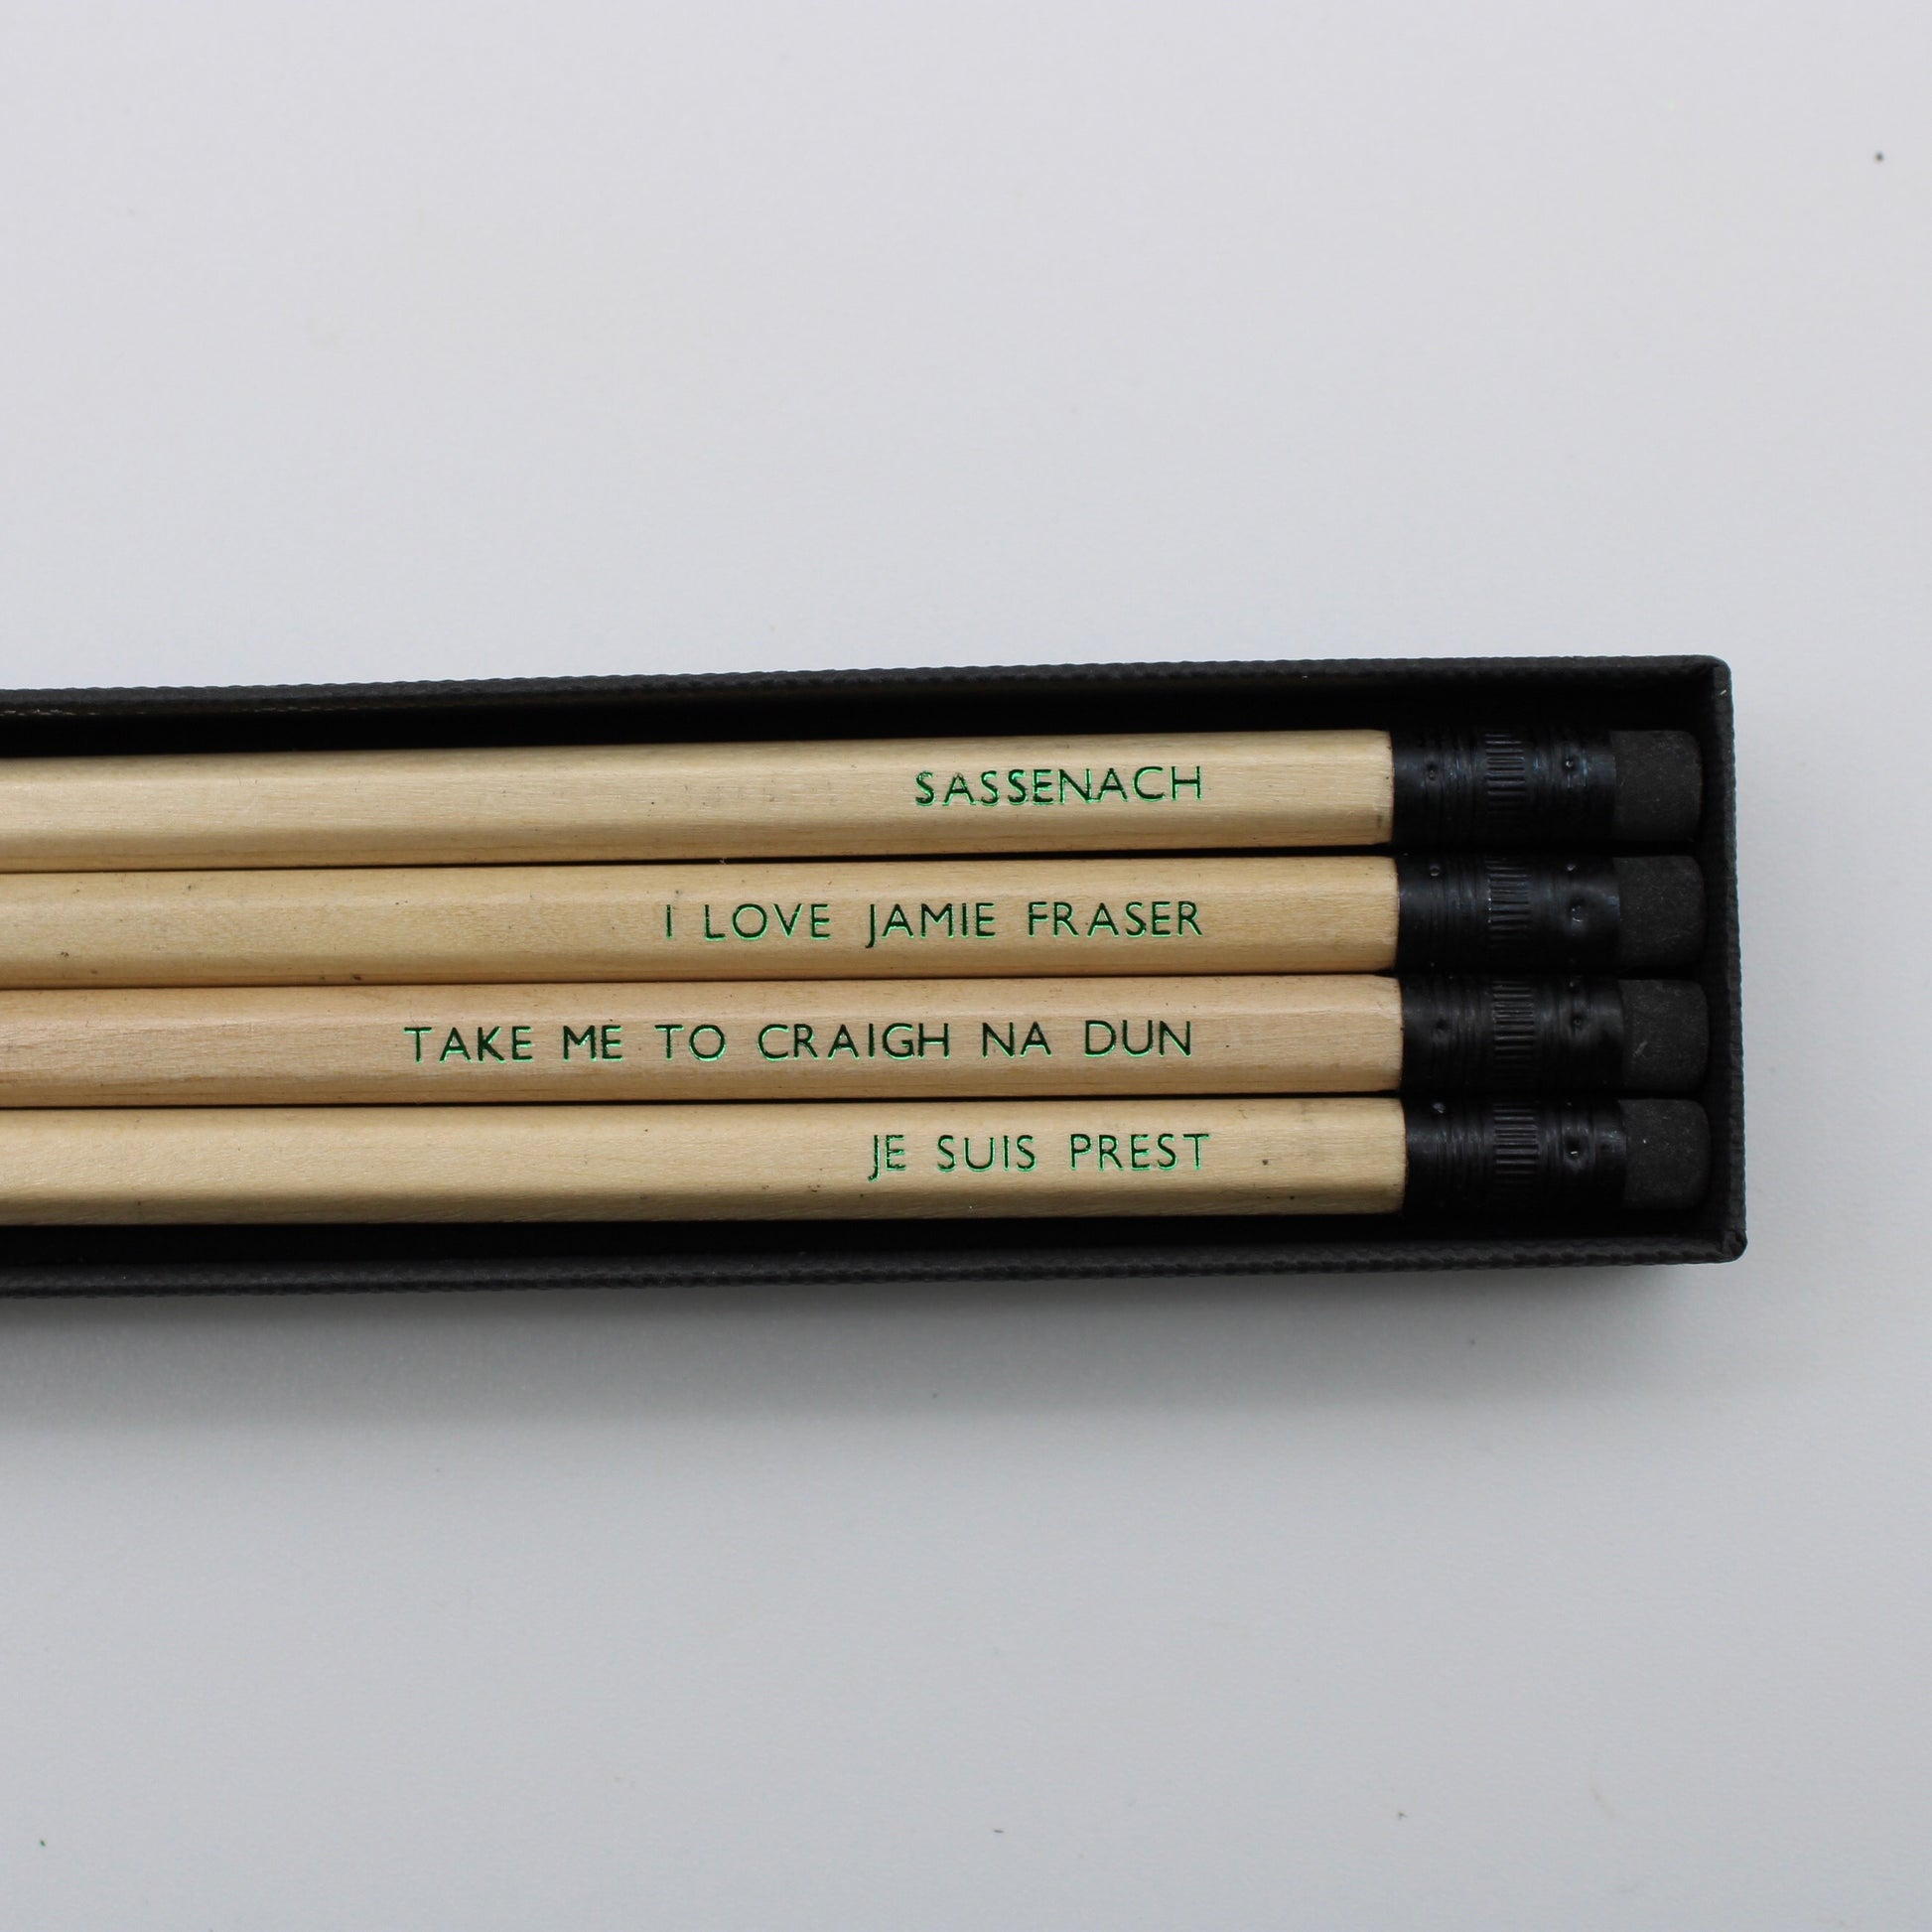 SASSENACH
I LOVE JAMIE FRASER
TAKE ME TO CRAIGH NA DUN
JE SUIS PREST